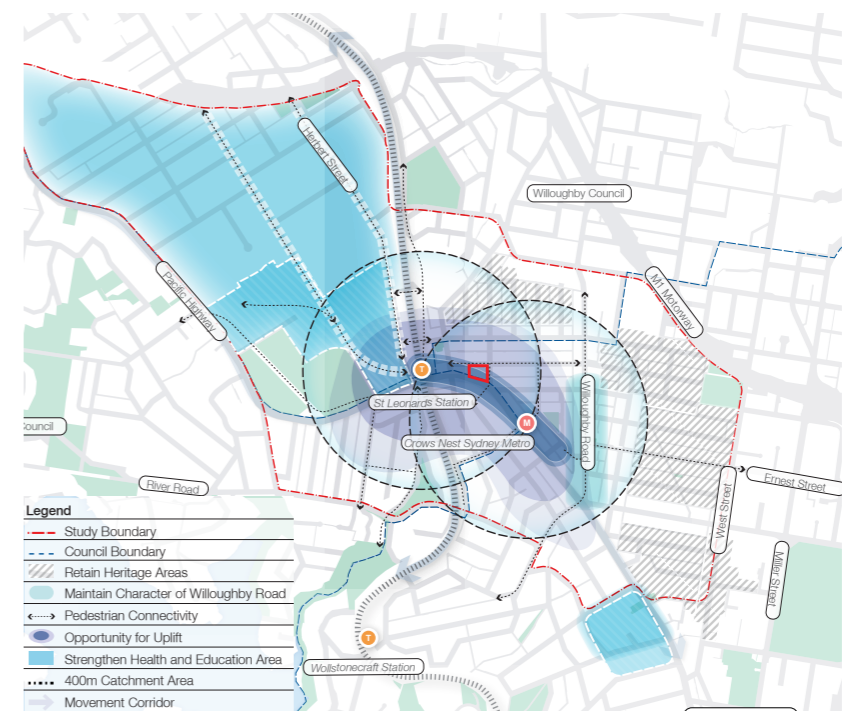 Herbert Street
Willoughby Council
Pacific Highway
M1 Motorway
T
St Leonards Station
M
Crows Nest Sydney Metro
Willoughby Road
Council
River Road
Ernest Street
West Street
Miller Street
T
Wollstonecraft Station
Legend
Study Boundary
Council Boundary
Retain Heritage Areas
Maintain Character of Willoughby Road
Pedestrian Connectivity
Opportunity for Uplift
Strengthen Health and Education Area
400m Catchment Area
Movement Corridor